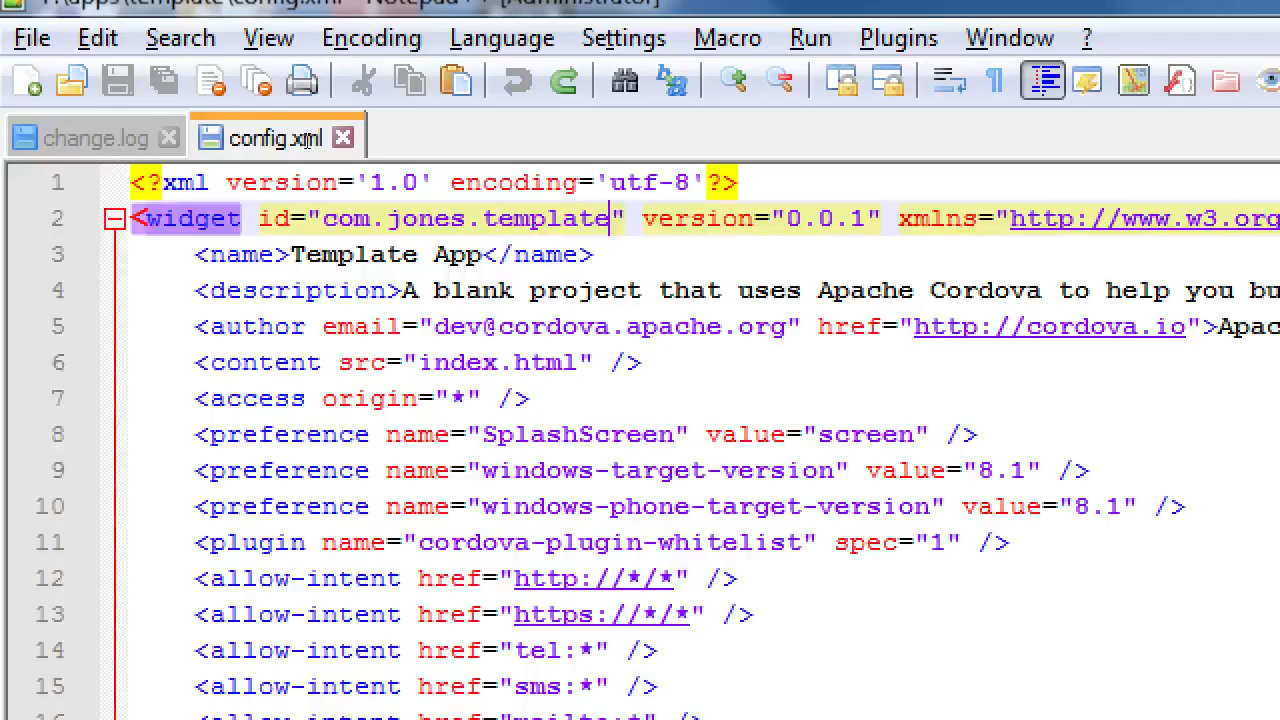 File Edit Search View Encoding Language Settings Macro Run Plugins Window ?
change.log config.xml
1 <?xml version='1.0' encoding='utf-8'?>
2 <widget id="com.jones.template" version="0.0.1" xmlns="http://www.w3.org
3 <name>Template App</name>
4 <description>A blank project that uses Apache Cordova to help you bu
5 <author email="dev@cordova.apache.org" href="http://cordova.io">Apac
6 <content src="index.html" />
7 <access origin="*" />
8 <preference name="SplashScreen" value="screen" />
9 <preference name="windows-target-version" value="8.1" />
10 <preference name="windows-phone-target-version" value="8.1" />
11 <plugin name="cordova-plugin-whitelist" spec="1" />
12 <allow-intent href="http://*/*" />
13 <allow-intent href="https://*/*" />
14 <allow-intent href="tel:*" />
15 <allow-intent href="sms:*" />